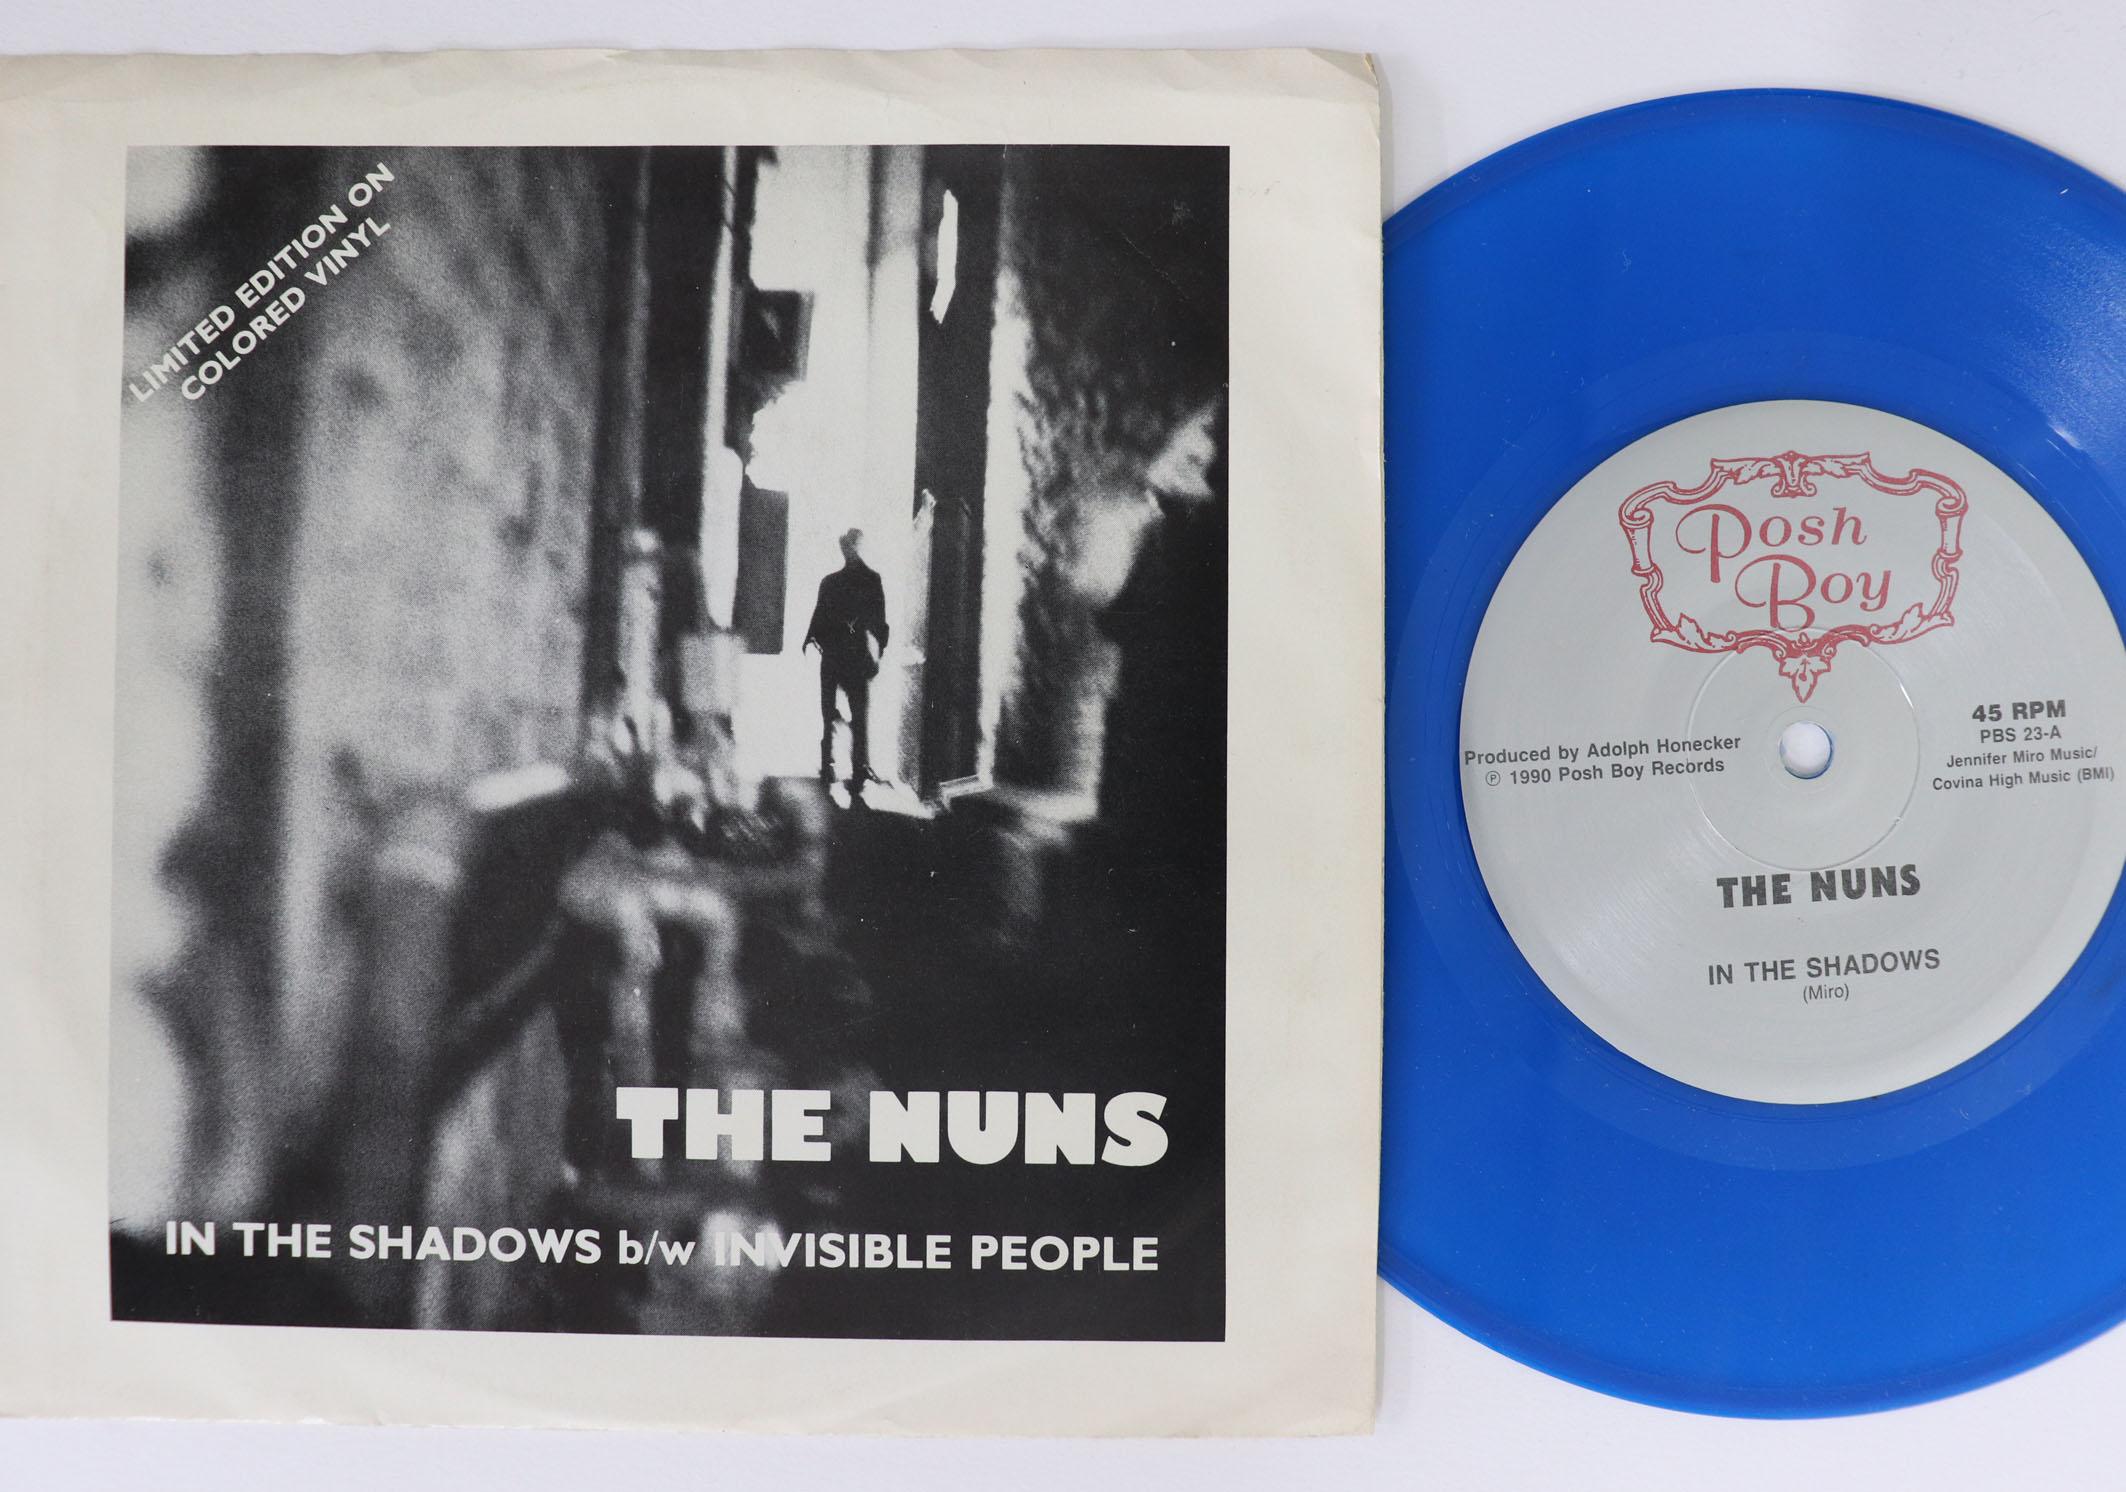 LIMITED EDITION ON
COLORED VINYL
THE NUNS
IN THE SHADOWS b/w INVISIBLE PEOPLE
Posh
Boy
45 RPM
PBS 23-A
Jennifer Miro Music/
Covina High Music (BMI)
Produced by Adolph Honecker
℗ 1990 Posh Boy Records
THE NUNS
IN THE SHADOWS
(Miro)